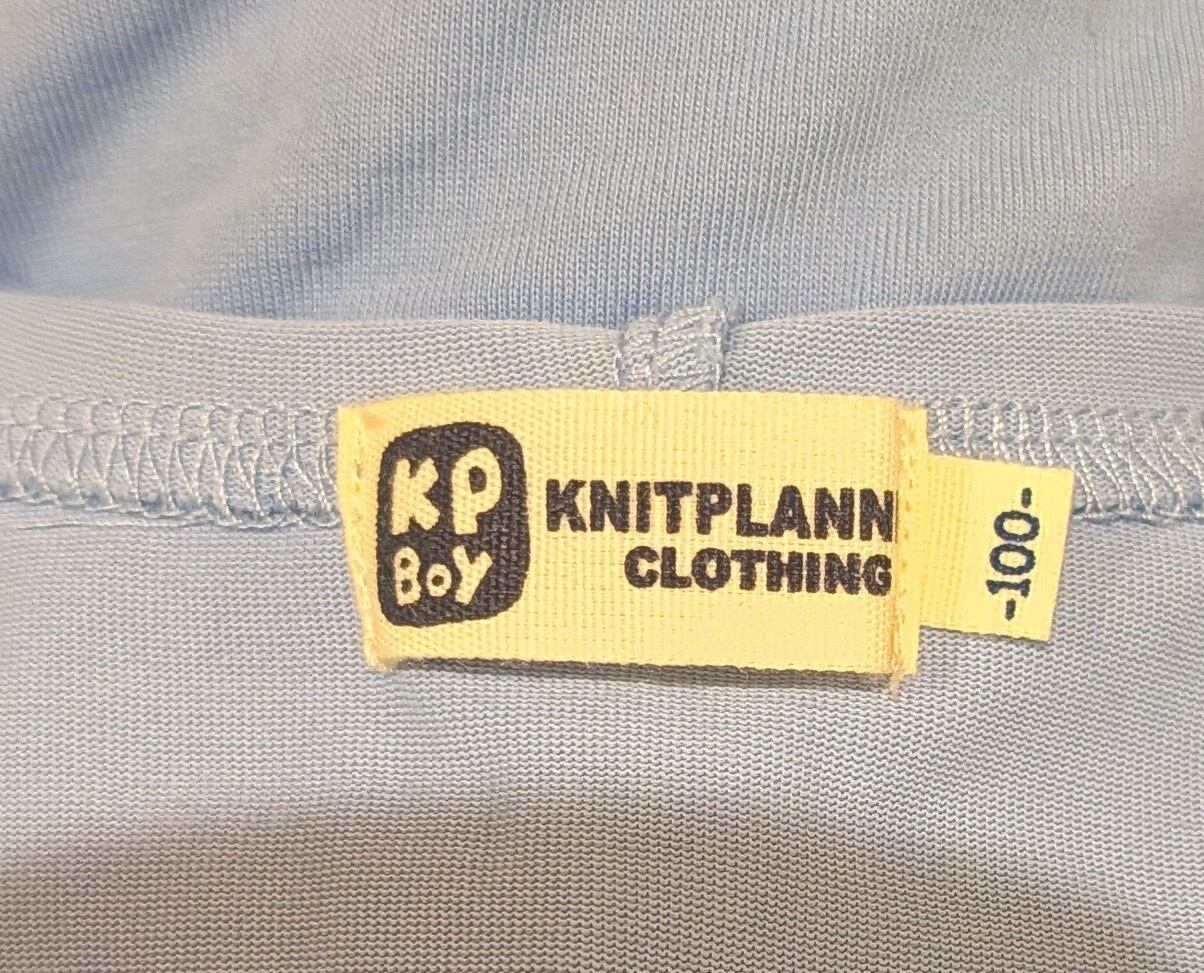 KP
BOY
KNITPLANN
CLOTHING
-100-